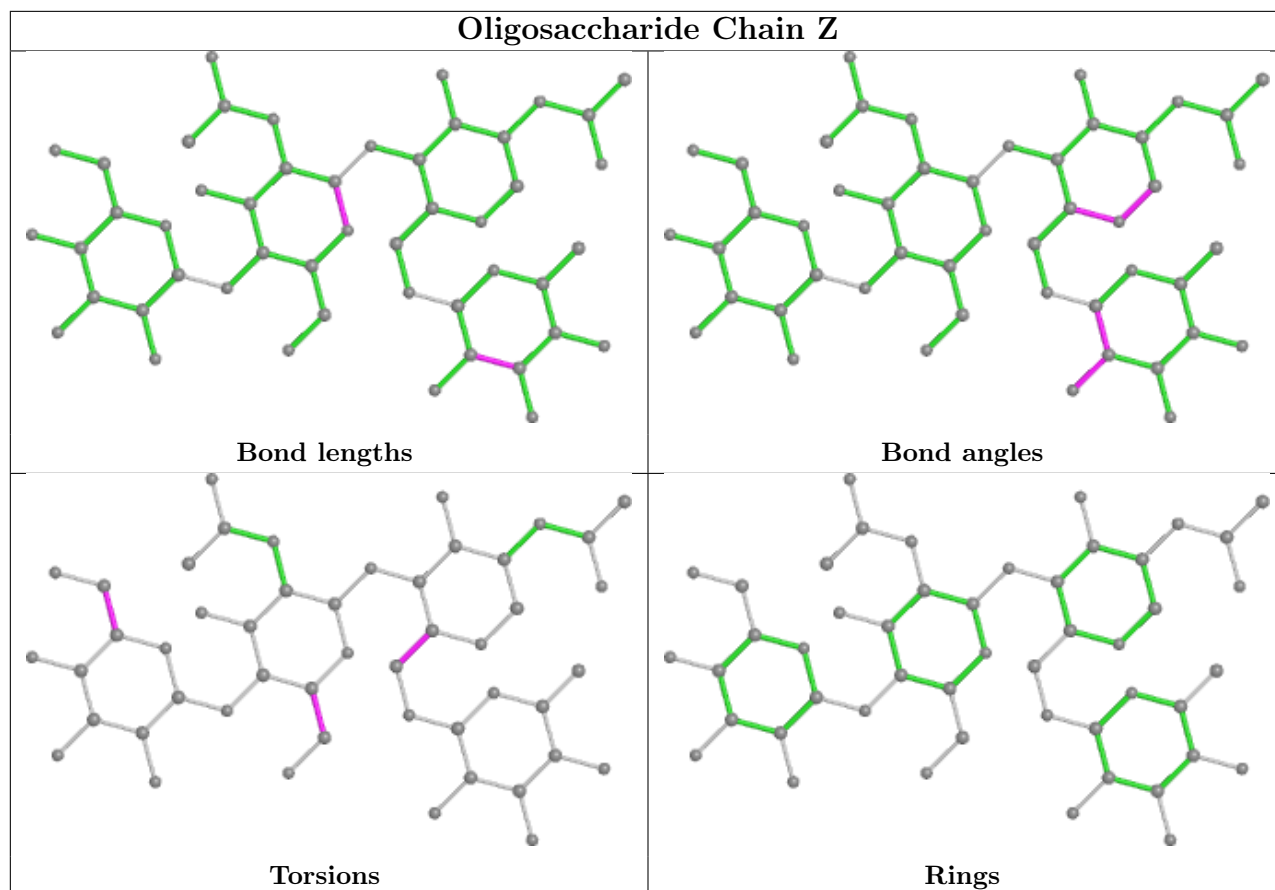 Oligosaccharide Chain Z
Bond lengths
Bond angles
Torsions
Rings